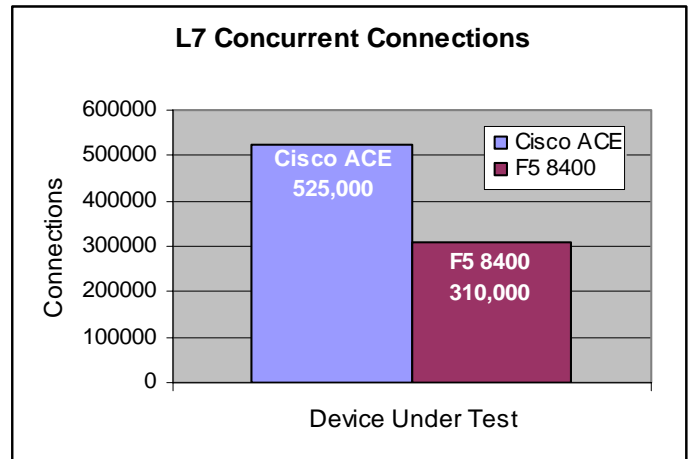 L7 Concurrent Connections
600000
500000
400000
300000
200000
100000
0
Connections
Cisco ACE
525,000
F5 8400
310,000
Cisco ACE
F5 8400
Device Under Test